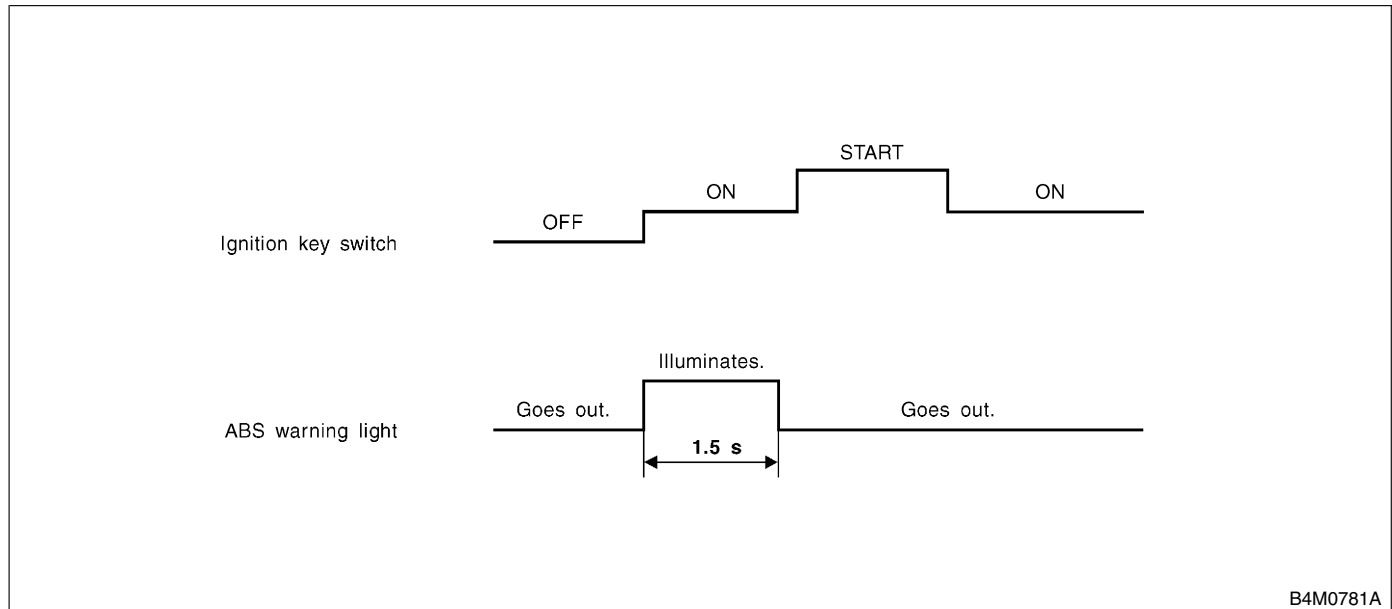 START
ON
ON
OFF
Ignition key switch
Illuminates.
Goes out.
Goes out.
ABS warning light
1.5 s
B4M0781A